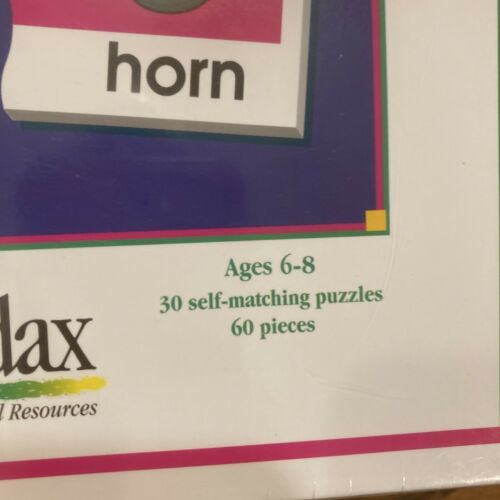 horn
Ages 6-8
30 self-matching puzzles
60 pieces
dax
l Resources